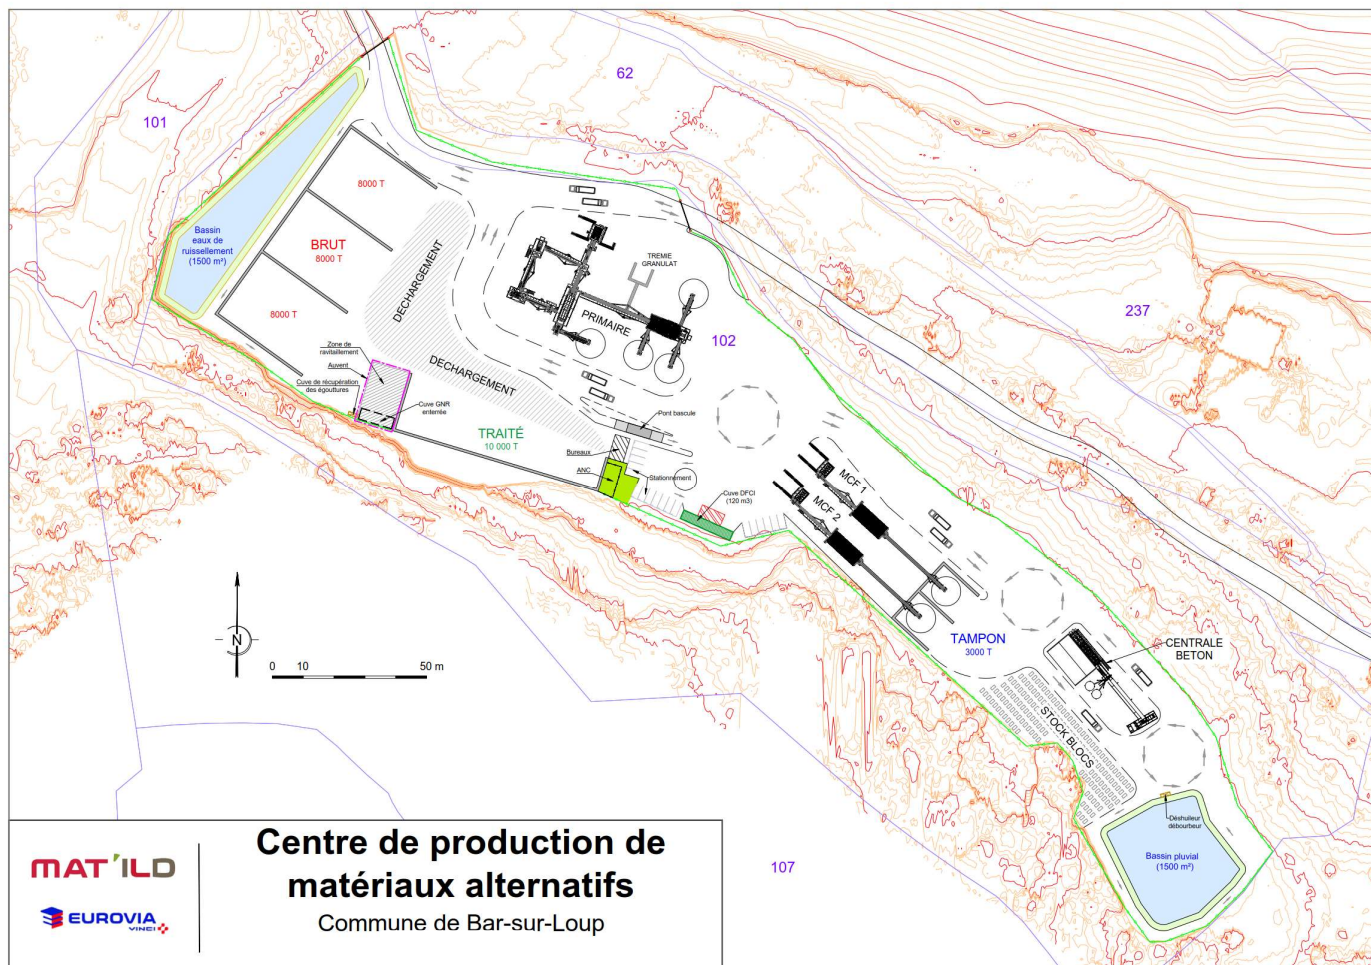 62
101
8000 T
Bassin
eaux de
ruissellement
(1500 m²)
BRUT
8000 T
DECHARGEMENT
TREMIE
GRANULAT
237
8000 T
PRIMAIRE
102
Zone de
ravitaillement
Auvent
DECHARGEMENT
Cuve de récupération
des égouttures
Cuve GNR
enterrée
Pont bascule
TRAITÉ
10 000 T
Bureaux
ANC
Stationnement
MCF 1
Cuve DFCI
(120 m3)
MCF 2
N
TAMPON
3000 T
CENTRALE
BETON
0 10 50 m
STOCK BLOCS
Déshuileur
débourbeur
Bassin pluvial
(1500 m²)
107
Centre de production de
matériaux alternatifs
Commune de Bar-sur-Loup
MAT'ILD
EUROVIA
VINCI